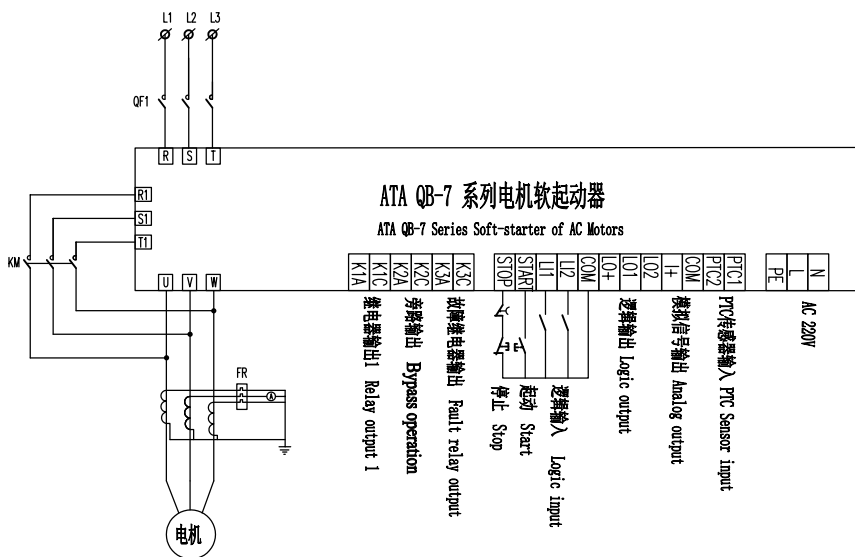 L1 L2 L3
QF1
R S T
R1
S1
T1
KM
U V W
ATA QB-7 系列电机软起动器
ATA QB-7 Series Soft-starter of AC Motors
K1A K1C K2A K2C K3A K3C
STOP START LI1 LI2 COM LO+ LO1 LO2 I+ COM PTC2 PTC1
PE L N
继电器输出1 Relay output 1
旁路输出 Bypass operation
故障继电器输出 Fault relay output
停止 Stop
起动 Start
逻辑输入 Logic input
逻辑输出 Logic output
模拟信号输出 Analog output
PTC传感器输入 PTC Sensor input
AC 220V
FR
A
电机